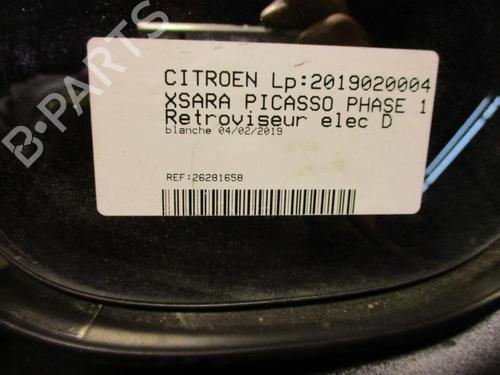 CITROEN Lp:2019020004
XSARA PICASSO PHASE 1
Retroviseur elec D
blanche 04/02/2019
REF:26281658
B-PARTS